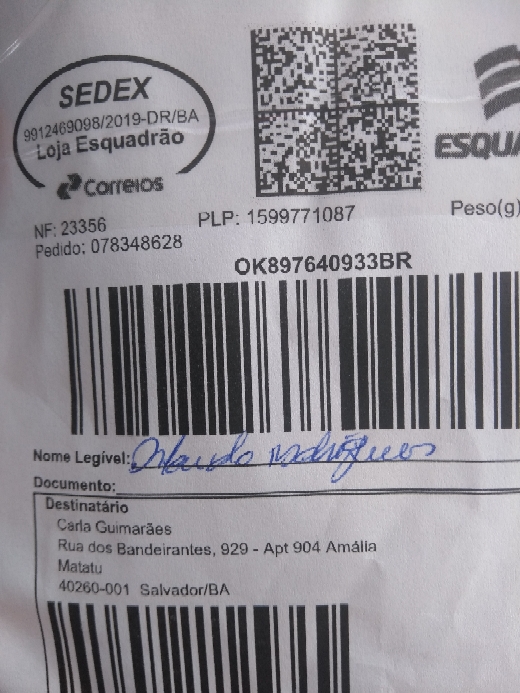 SEDEX
9912469098/2019-DR/BA
Loja Esquadrão
Correios
ESQUA
NF: 23356
PLP: 1599771087
Peso(g)
Pedido: 078348628
OK897640933BR
Nome Legível: Rodrigues
Documento:
Destinatário
Carla Guimarães
Rua dos Bandeirantes, 929 - Apt 904 Amália
Matatu
40260-001 Salvador/BA